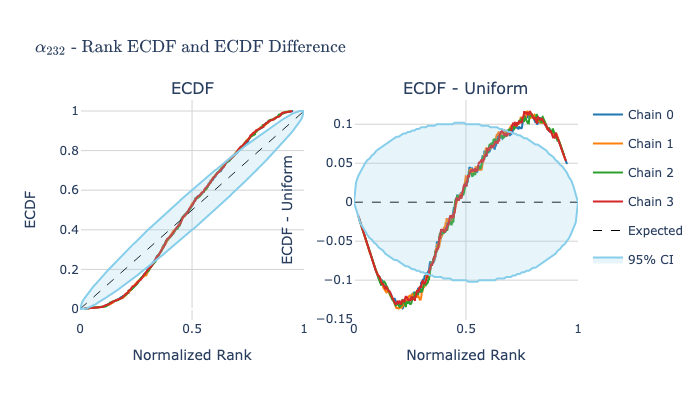 α₂₃₂ - Rank ECDF and ECDF Difference
ECDF
ECDF - Uniform
ECDF
1
0.8
0.6
0.4
0.2
0
0
0.5
1
Normalized Rank
ECDF - Uniform
0.1
0.05
0
−0.05
−0.1
−0.15
0
0.5
1
Normalized Rank
Chain 0
Chain 1
Chain 2
Chain 3
Expected
95% CI